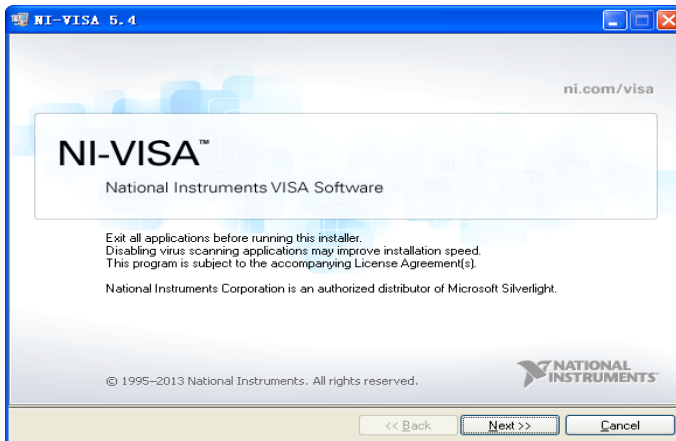 NI-VISA 5.4
ni.com/visa
NI-VISA™
National Instruments VISA Software
Exit all applications before running this installer.
Disabling virus scanning applications may improve installation speed.
This program is subject to the accompanying License Agreement(s).
National Instruments Corporation is an authorized distributor of Microsoft Silverlight.
© 1995–2013 National Instruments. All rights reserved.
NATIONAL
INSTRUMENTS™
<< Back
Next >>
Cancel